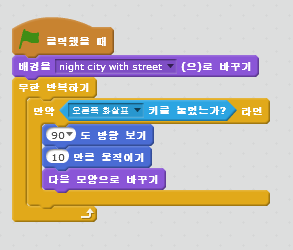 클릭했을 때
배경을 night city with street (으)로 바꾸기
무한 반복하기
만약 오른쪽 화살표 키를 눌렀는가? 라면
90 도 방향 보기
10 만큼 움직이기
다음 모양으로 바꾸기